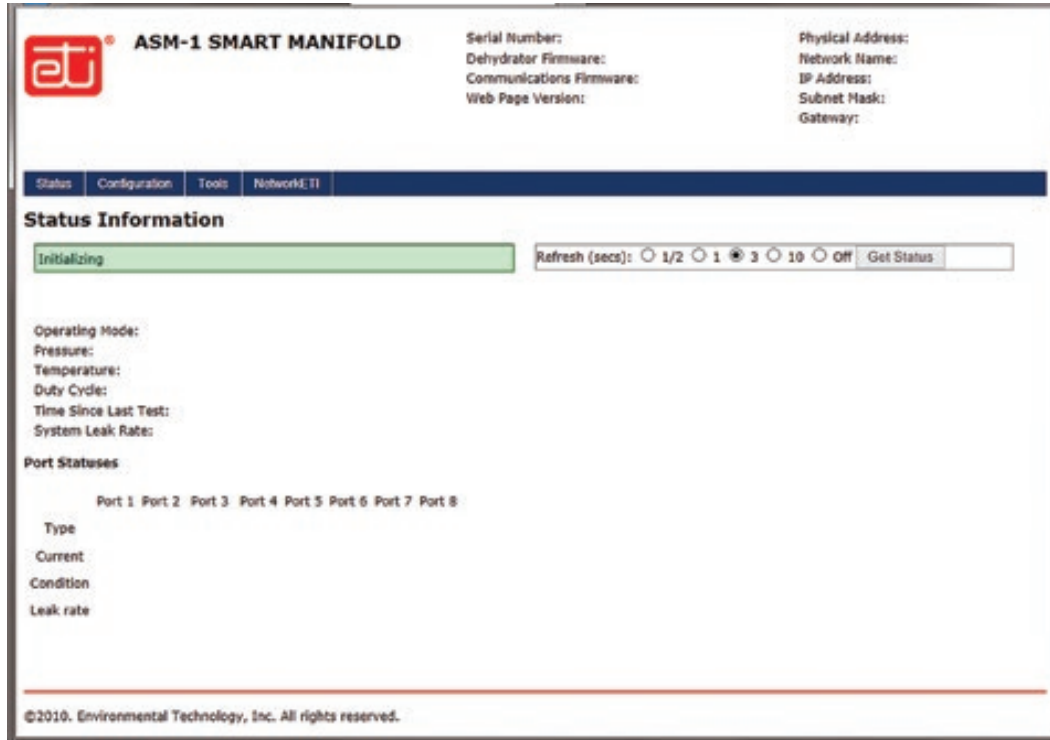 eti®
ASM-1 SMART MANIFOLD
Serial Number:
Dehydrator Firmware:
Communications Firmware:
Web Page Version:
Physical Address:
Network Name:
IP Address:
Subnet Mask:
Gateway:
Status Configuration Tools NetworkETI
Status Information
Initializing
Refresh (secs): 1/2 1 3 10 Off Get Status
Operating Mode:
Pressure:
Temperature:
Duty Cycle:
Time Since Last Test:
System Leak Rate:
Port Statuses
Port 1 Port 2 Port 3 Port 4 Port 5 Port 6 Port 7 Port 8
Type
Current
Condition
Leak rate
©2010. Environmental Technology, Inc. All rights reserved.